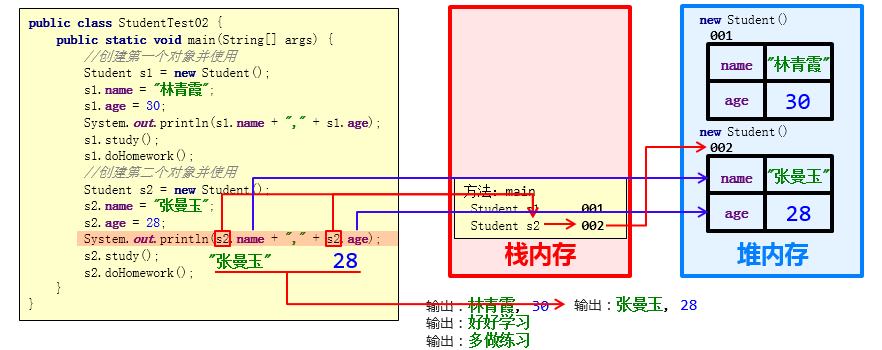 public class StudentTest02 {
public static void main(String[] args) {
//创建第一个对象并使用
Student s1 = new Student();
s1.name = "林青霞";
s1.age = 30;
System.out.println(s1.name + "," + s1.age);
s1.study();
s1.doHomework();
//创建第二个对象并使用
Student s2 = new Student();
s2.name = "张曼玉";
s2.age = 28;
System.out.println(s2.name + "," + s2.age);
s2.study();
s2.doHomework();
}
}
"张曼玉" 28
方法：main
Student s1 001
Student s2 002
栈内存
new Student()
001
name "林青霞"
age 30
new Student()
002
name "张曼玉"
age 28
堆内存
输出：林青霞, 30
输出：好好学习
输出：多做练习
输出：张曼玉, 28